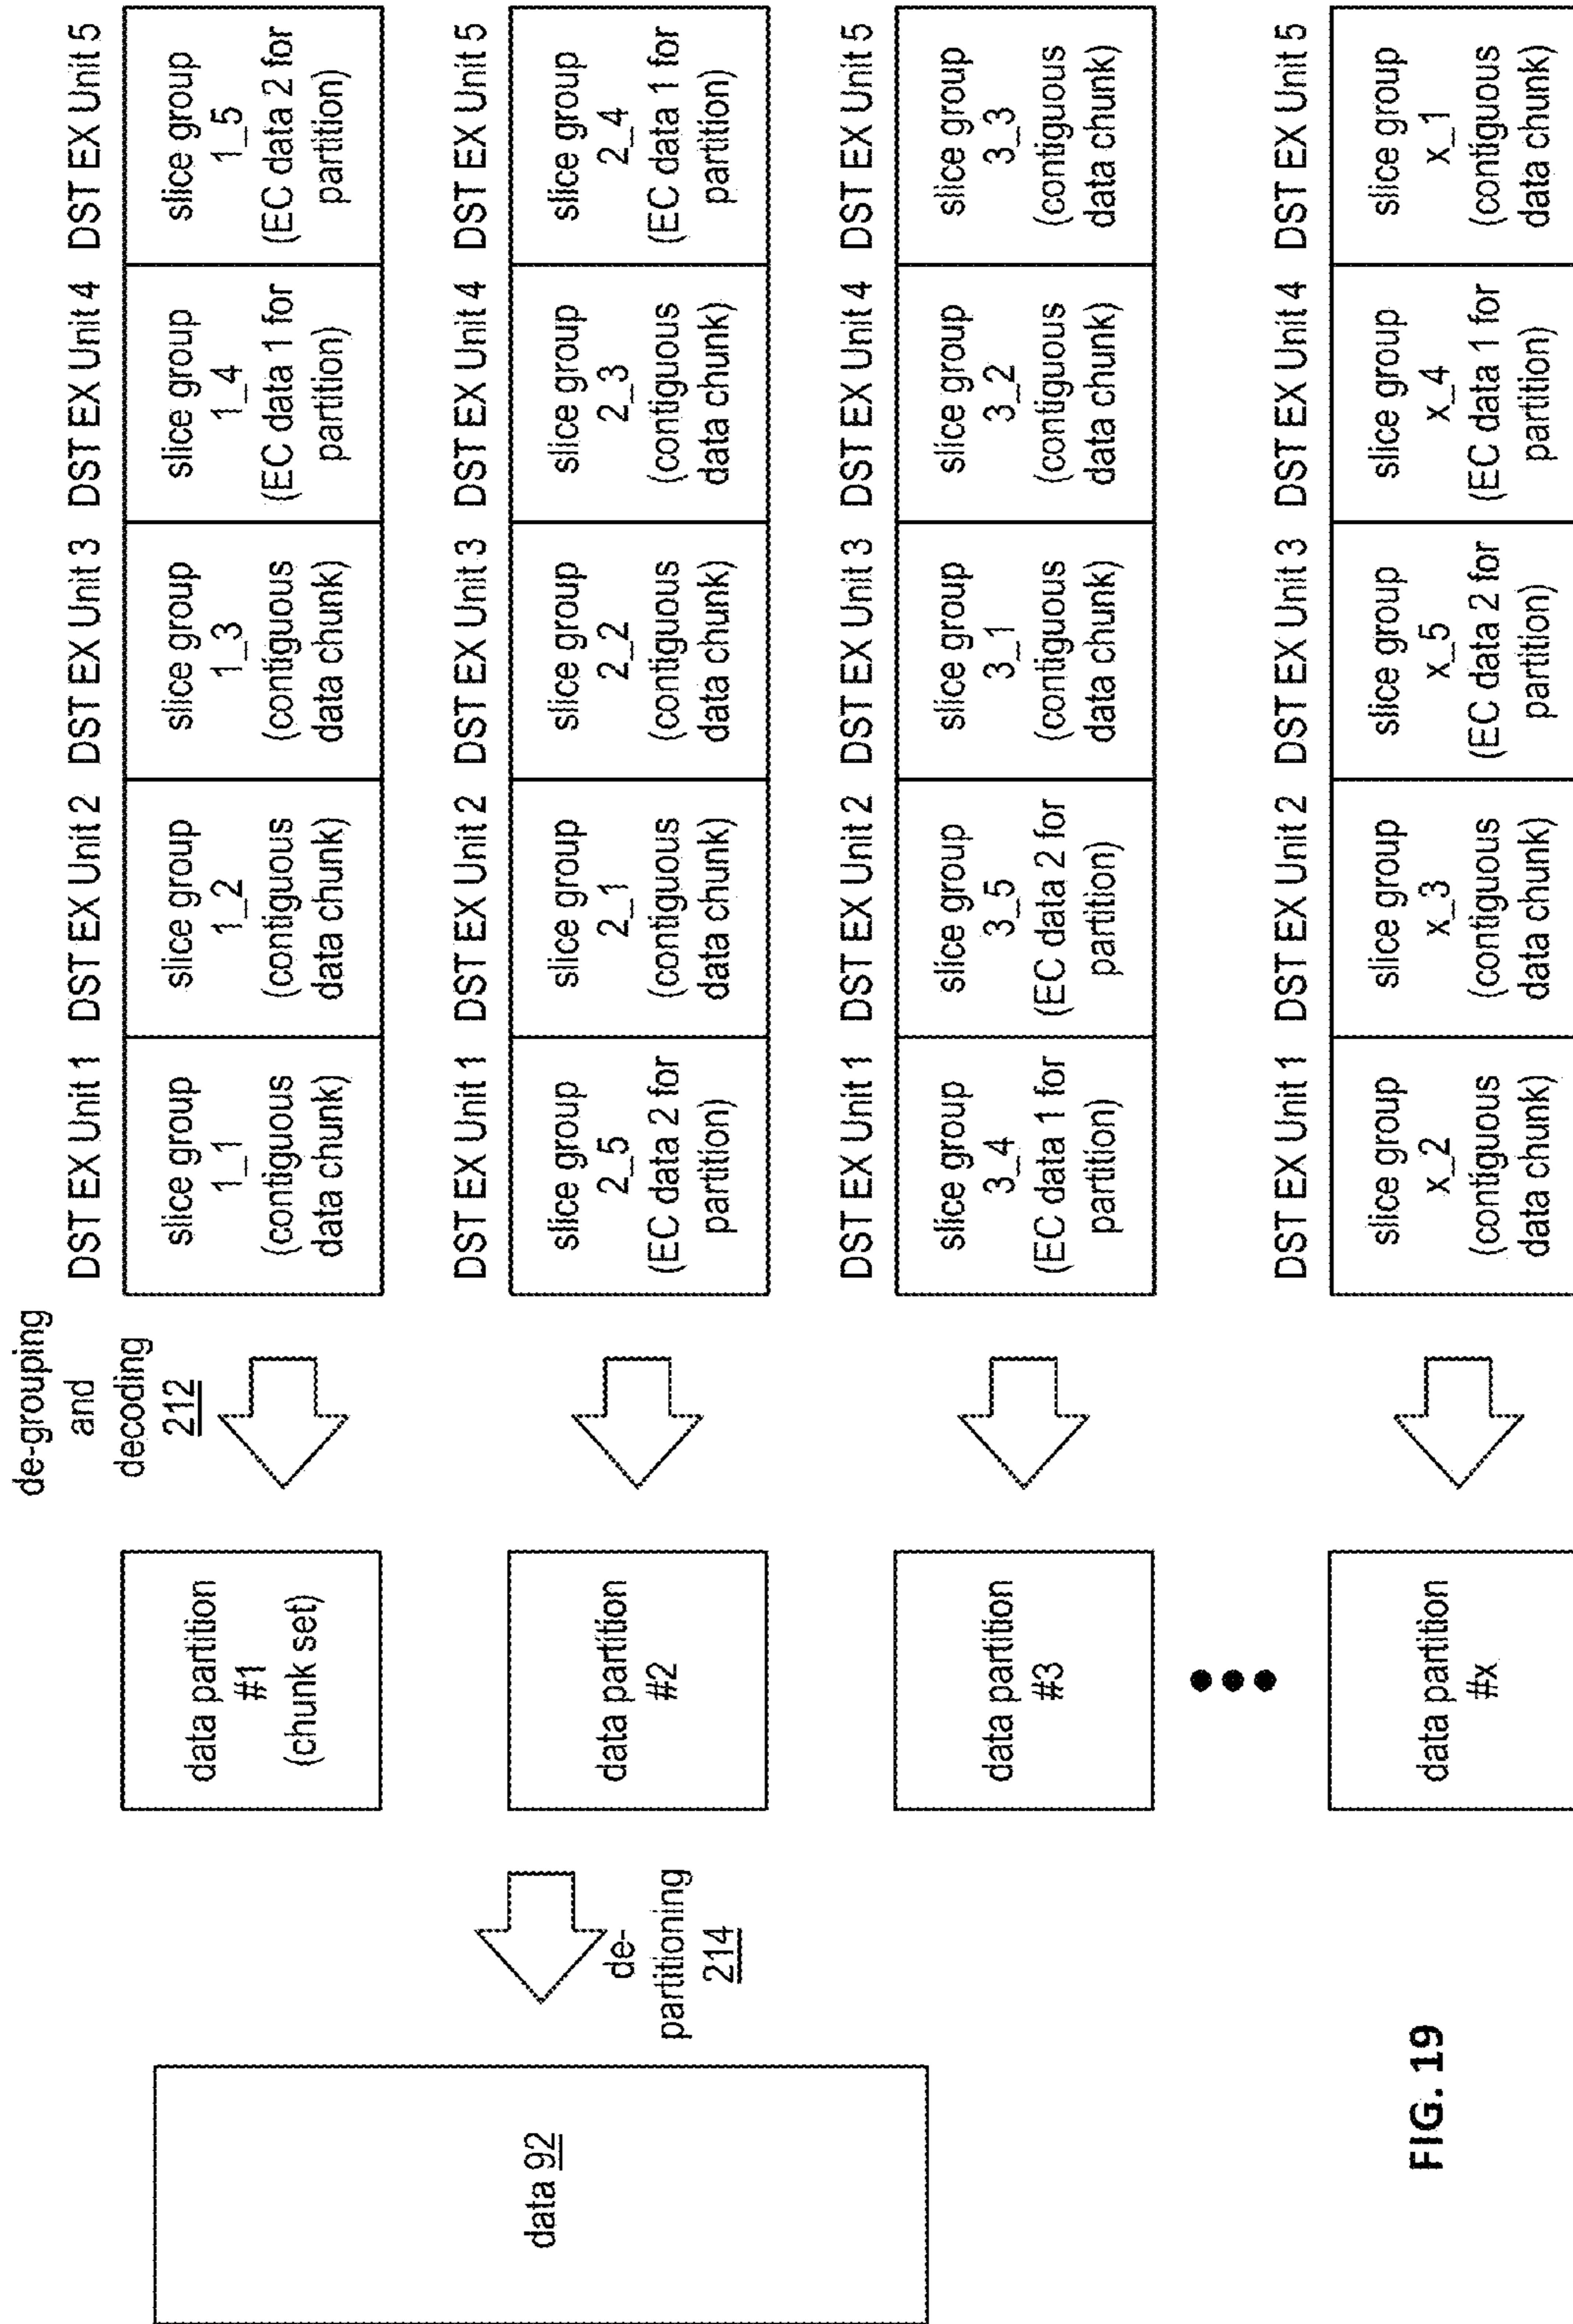 de-grouping
and
decoding
212
DST EX Unit 1 DST EX Unit 2 DST EX Unit 3 DST EX Unit 4 DST EX Unit 5
data partition
#1
(chunk set)
slice group
1_1
(contiguous
data chunk)
slice group
1_2
(contiguous
data chunk)
slice group
1_3
(contiguous
data chunk)
slice group
1_4
(EC data 1 for
partition)
slice group
1_5
(EC data 2 for
partition)
data 92
de-
partitioning
214
DST EX Unit 1 DST EX Unit 2 DST EX Unit 3 DST EX Unit 4 DST EX Unit 5
data partition
#2
slice group
2_5
(EC data 2 for
partition)
slice group
2_1
(contiguous
data chunk)
slice group
2_2
(contiguous
data chunk)
slice group
2_3
(contiguous
data chunk)
slice group
2_4
(EC data 1 for
partition)
DST EX Unit 1 DST EX Unit 2 DST EX Unit 3 DST EX Unit 4 DST EX Unit 5
data partition
#3
slice group
3_4
(EC data 1 for
partition)
slice group
3_5
(EC data 2 for
partition)
slice group
3_1
(contiguous
data chunk)
slice group
3_2
(contiguous
data chunk)
slice group
3_3
(contiguous
data chunk)
DST EX Unit 1 DST EX Unit 2 DST EX Unit 3 DST EX Unit 4 DST EX Unit 5
data partition
#x
slice group
x_2
(contiguous
data chunk)
slice group
x_3
(contiguous
data chunk)
slice group
x_5
(EC data 2 for
partition)
slice group
x_4
(EC data 1 for
partition)
slice group
x_1
(contiguous
data chunk)
FIG. 19